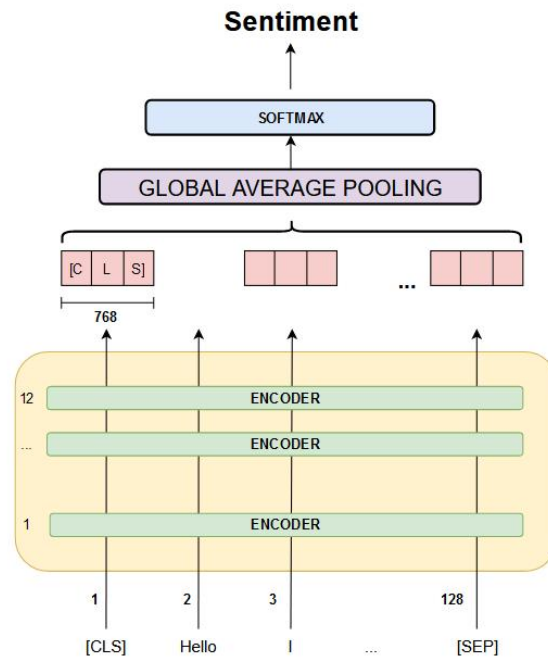 Sentiment
SOFTMAX
GLOBAL AVERAGE POOLING
[C L S]
...
768
12 ENCODER
... ENCODER
1 ENCODER
1 2 3 128
[CLS] Hello I ... [SEP]